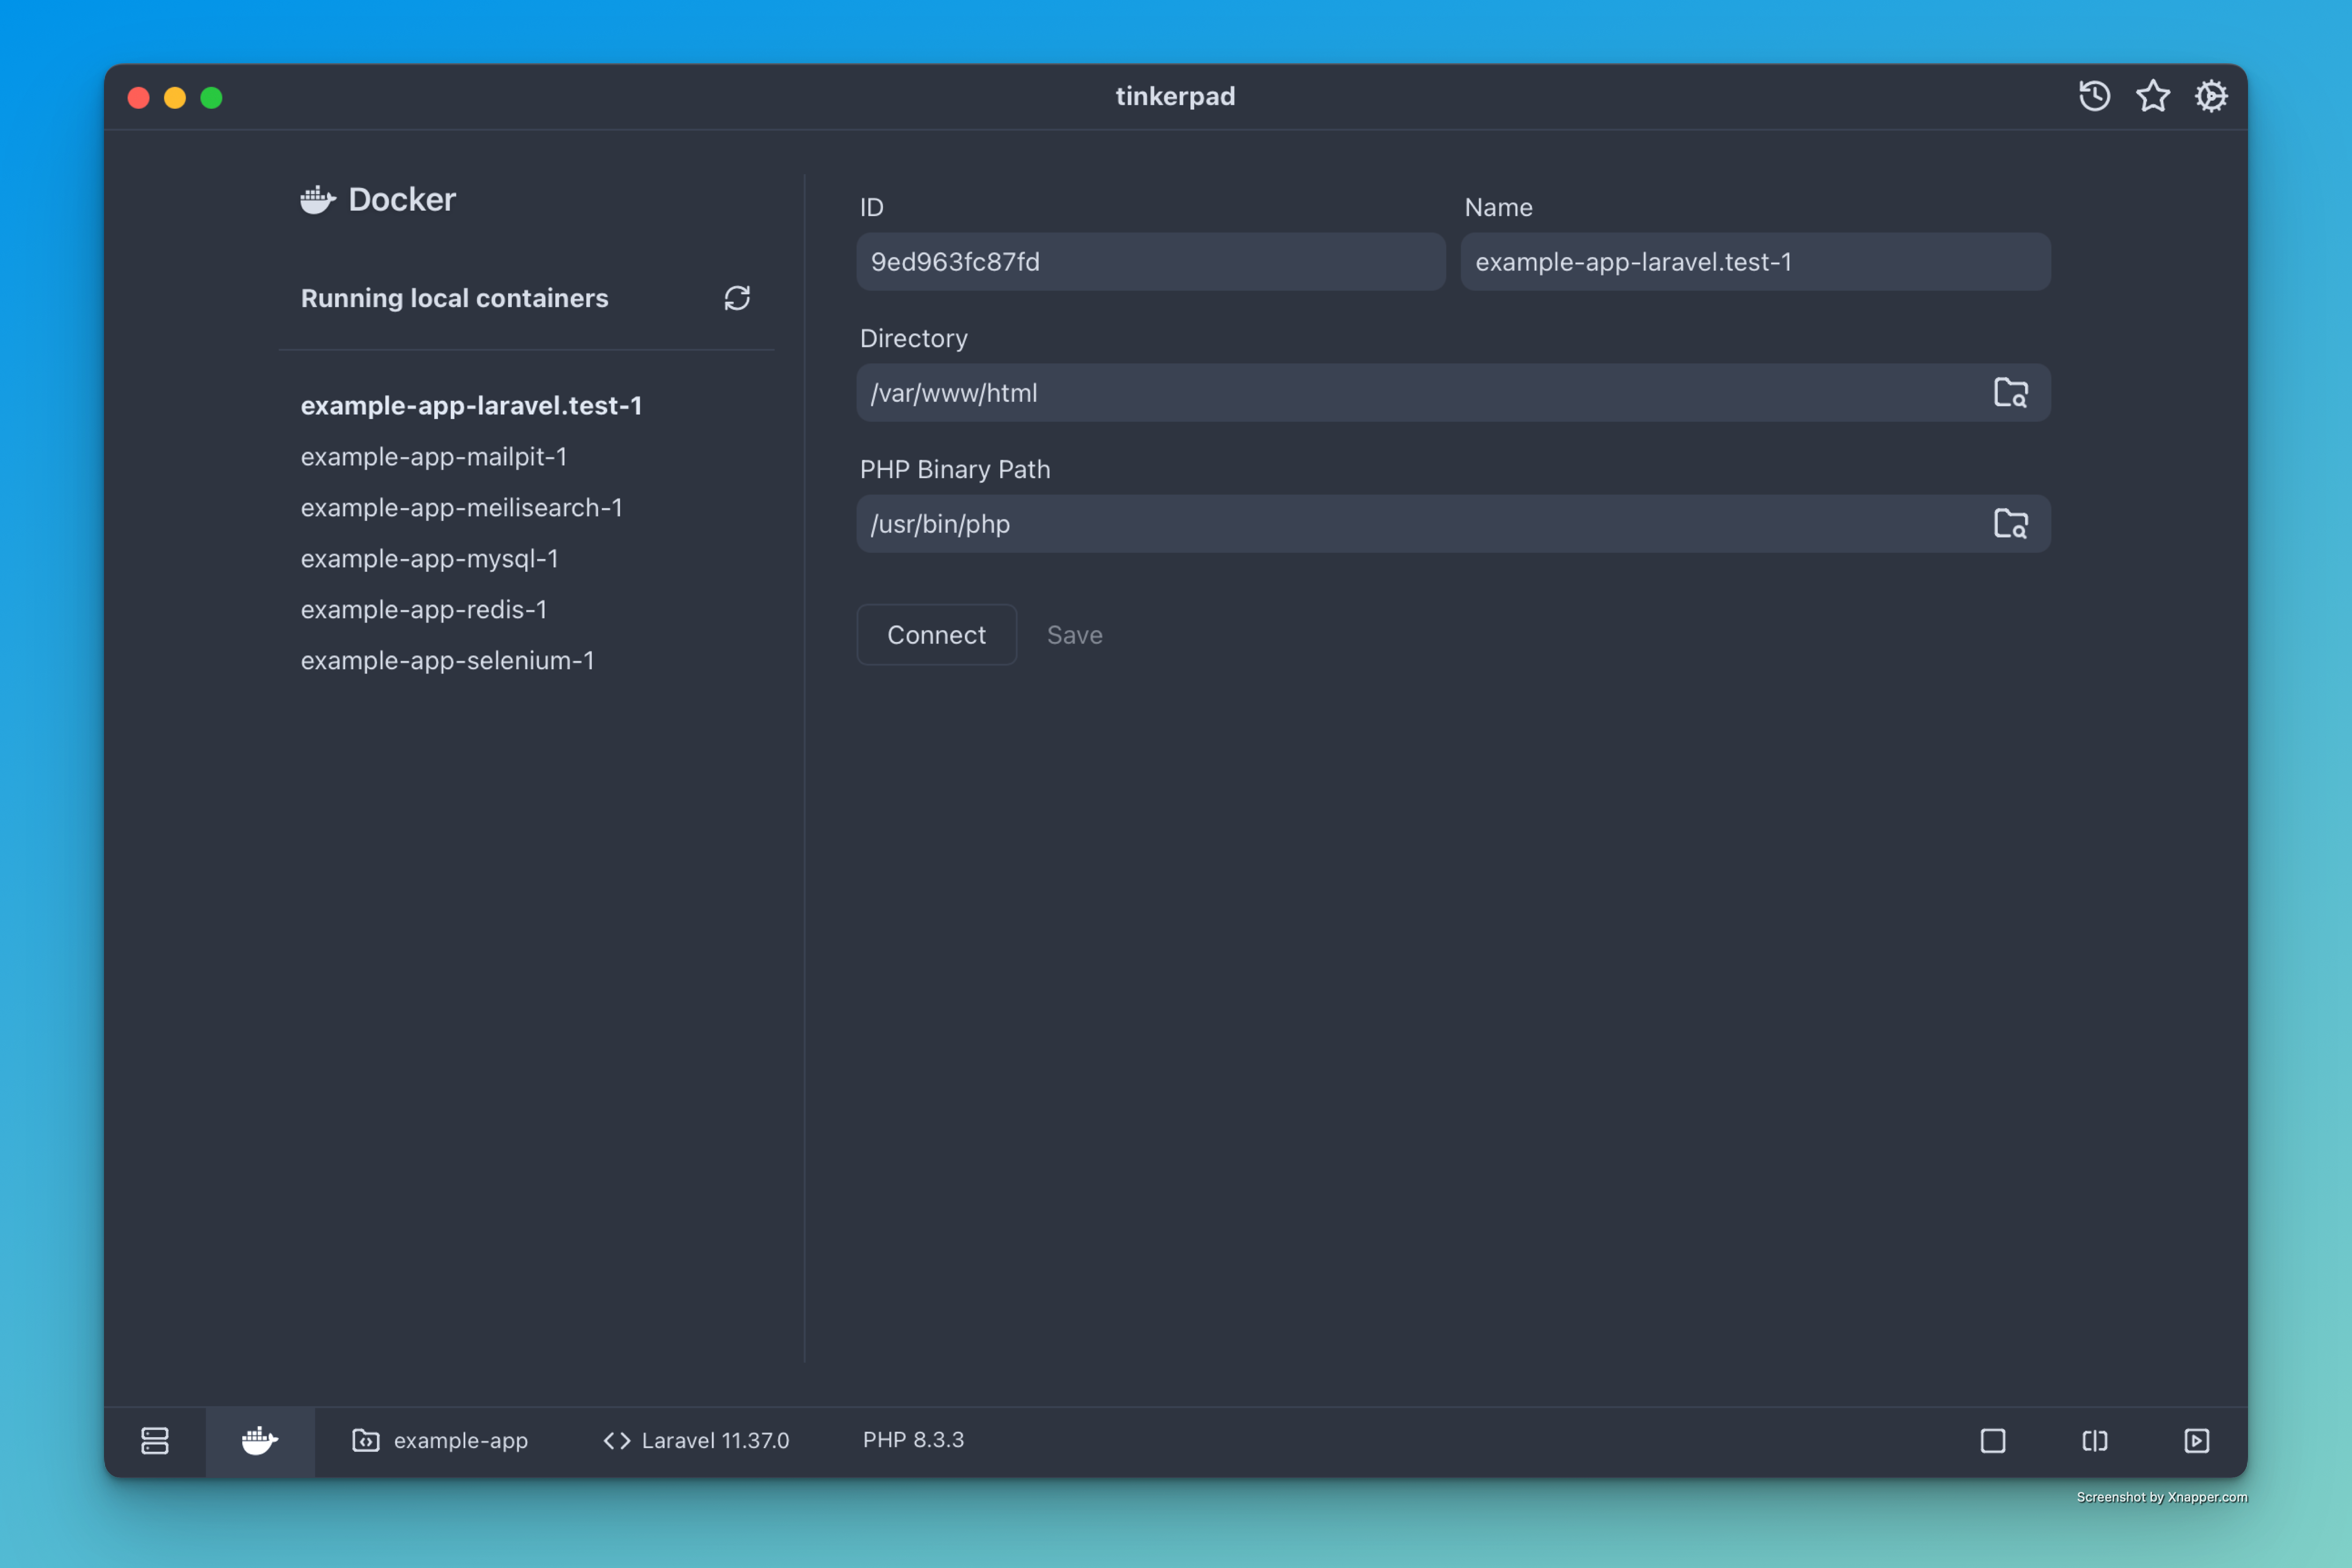 tinkerpad
Docker
Running local containers
example-app-laravel.test-1
example-app-mailpit-1
example-app-meilisearch-1
example-app-mysql-1
example-app-redis-1
example-app-selenium-1
ID
Name
9ed963fc87fd
example-app-laravel.test-1
Directory
/var/www/html
PHP Binary Path
/usr/bin/php
Connect
Save
example-app
Laravel 11.37.0
PHP 8.3.3
Screenshot by Xnapper.com